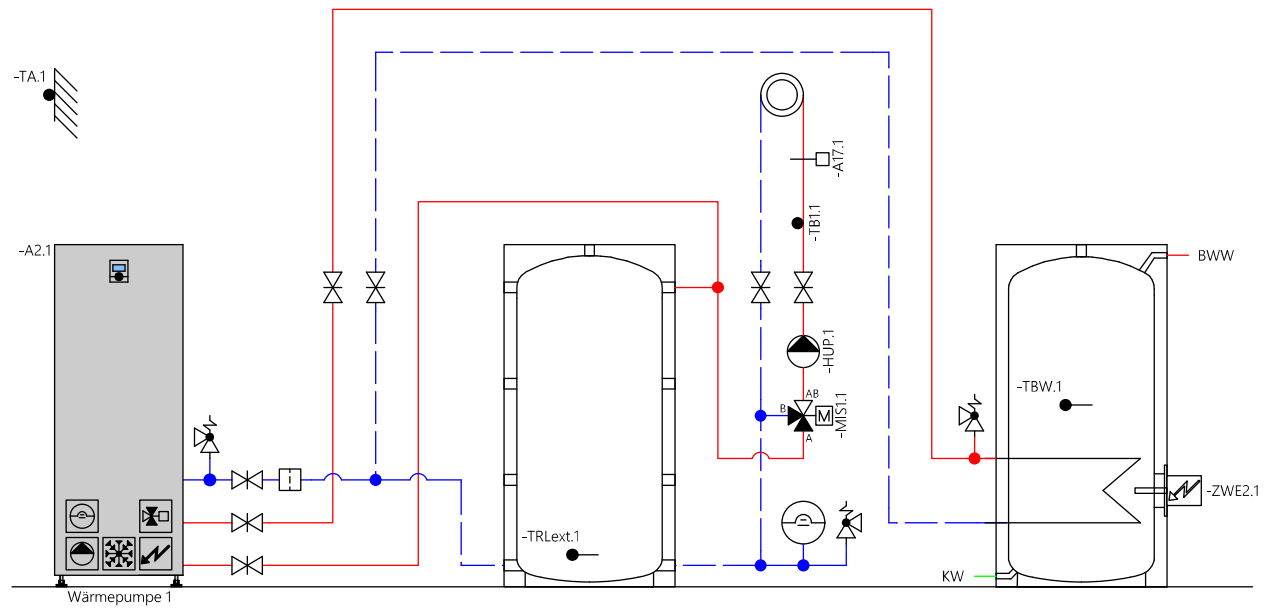 -TA.1
-A17.1
-TB1.1
-A2.1
BWW
-HUP.1
-TBW.1
AB
B
M
-MIS1.1
A
-ZWE2.1
-TRLext.1
KW
Wärmepumpe 1